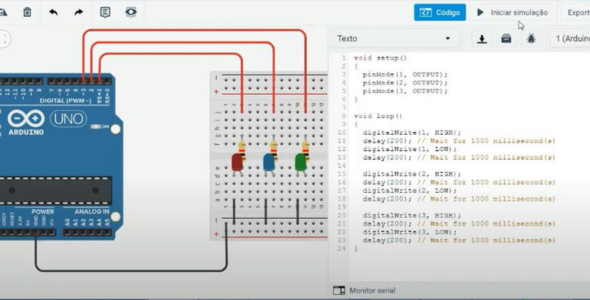 Código
Iniciar simulação
Export
Texto
1 (Arduino
1 void setup()
2 {
3 pinMode(1, OUTPUT);
4 pinMode(2, OUTPUT);
5 pinMode(3, OUTPUT);
6 }
7
8 void loop()
9 {
10 digitalWrite(1, HIGH);
11 delay(200); // Wait for 1000 millisecond(s)
12 digitalWrite(1, LOW);
13 delay(200); // Wait for 1000 millisecond(s)
14
15 digitalWrite(2, HIGH);
16 delay(200); // Wait for 1000 millisecond(s)
17 digitalWrite(2, LOW);
18 delay(200); // Wait for 1000 millisecond(s)
19
20 digitalWrite(3, HIGH);
21 delay(200); // Wait for 1000 millisecond(s)
22 digitalWrite(3, LOW);
23 delay(200); // Wait for 1000 millisecond(s)
24 }
DIGITAL (PWM~)
UNO
ON
ARDUINO
POWER
ANALOG IN
Monitor serial